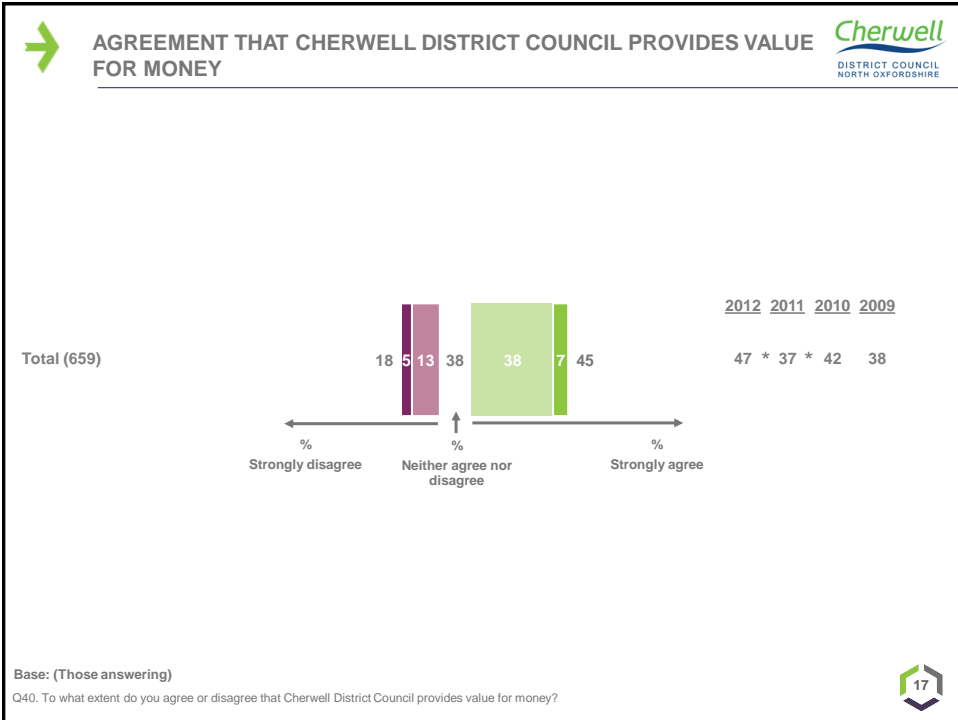 AGREEMENT THAT CHERWELL DISTRICT COUNCIL PROVIDES VALUE
FOR MONEY
Cherwell
DISTRICT COUNCIL
NORTH OXFORDSHIRE
2012 2011 2010 2009
Total (659) 18 5 13 38 38 7 45 47 * 37 * 42 38
% % %
Strongly disagree Neither agree nor Strongly agree
disagree
Base: (Those answering)
Q40. To what extent do you agree or disagree that Cherwell District Council provides value for money?
17